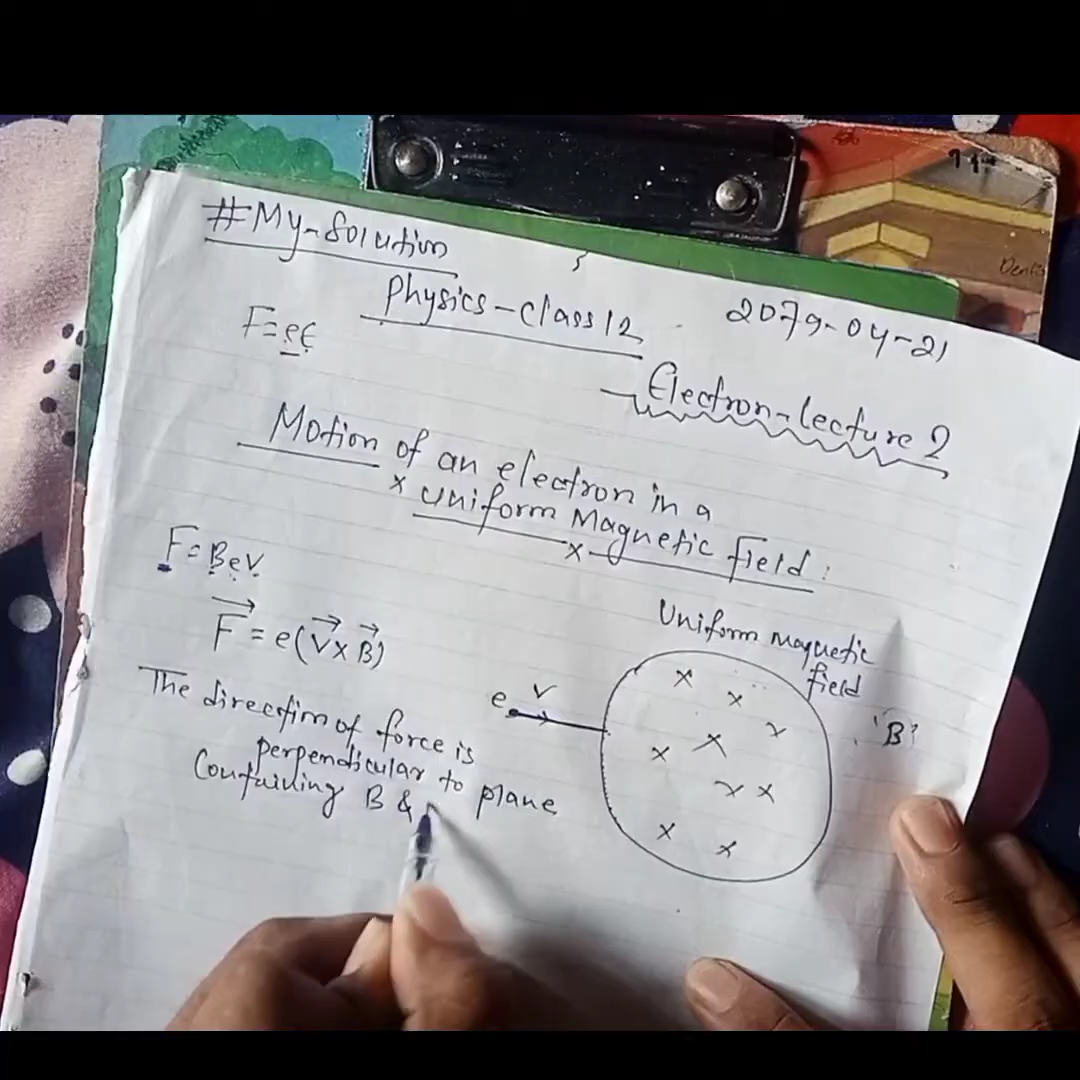 #My-Solution
Physics-Class 12
2079-04-21
F=eE
Electron-lecture 2
Motion of an electron in a
uniform Magnetic field:
F=BeV
F = e(V x B)
Uniform magnetic
field
'B'
e V
The direction of force is
perpendicular to plane
Containing B &